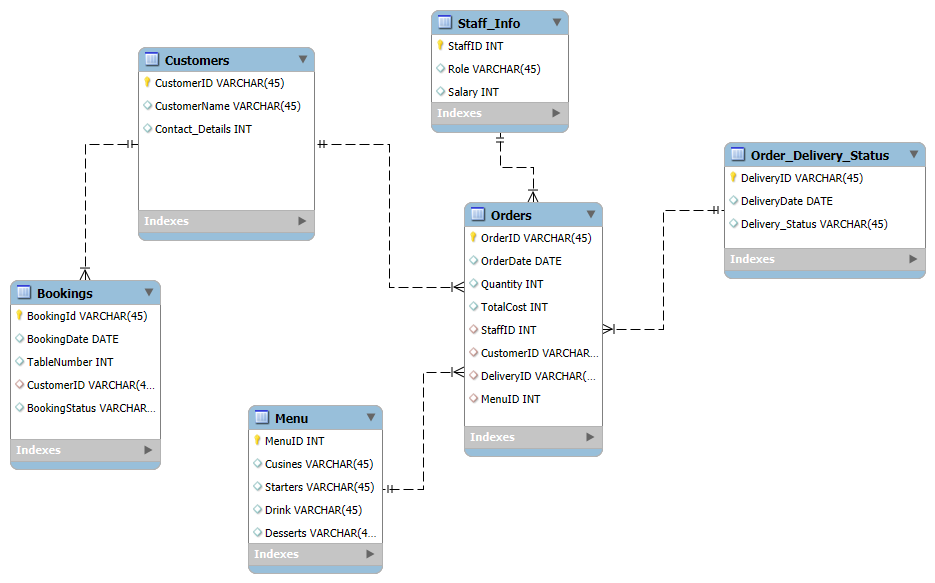 Staff_Info
StaffID INT
Role VARCHAR(45)
Salary INT
Indexes
Customers
CustomerID VARCHAR(45)
CustomerName VARCHAR(45)
Contact_Details INT
Indexes
Order_Delivery_Status
DeliveryID VARCHAR(45)
DeliveryDate DATE
Delivery_Status VARCHAR(45)
Indexes
Orders
OrderID VARCHAR(45)
OrderDate DATE
Quantity INT
TotalCost INT
StaffID INT
CustomerID VARCHAR...
DeliveryID VARCHAR(...
MenuID INT
Indexes
Bookings
BookingId VARCHAR(45)
BookingDate DATE
TableNumber INT
CustomerID VARCHAR(4...
BookingStatus VARCHAR...
Indexes
Menu
MenuID INT
Cusines VARCHAR(45)
Starters VARCHAR(45)
Drink VARCHAR(45)
Desserts VARCHAR(4...
Indexes